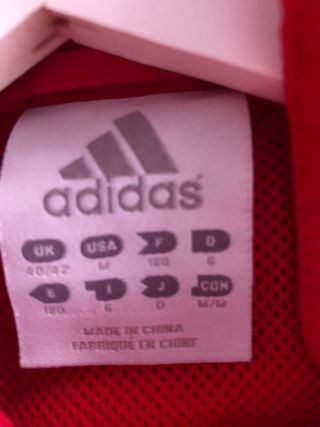 adidas
UK USA F D
40/42 M 180 6
E I J CON
180 6 O M/M
MADE IN CHINA
FABRIQUÉ EN CHINE